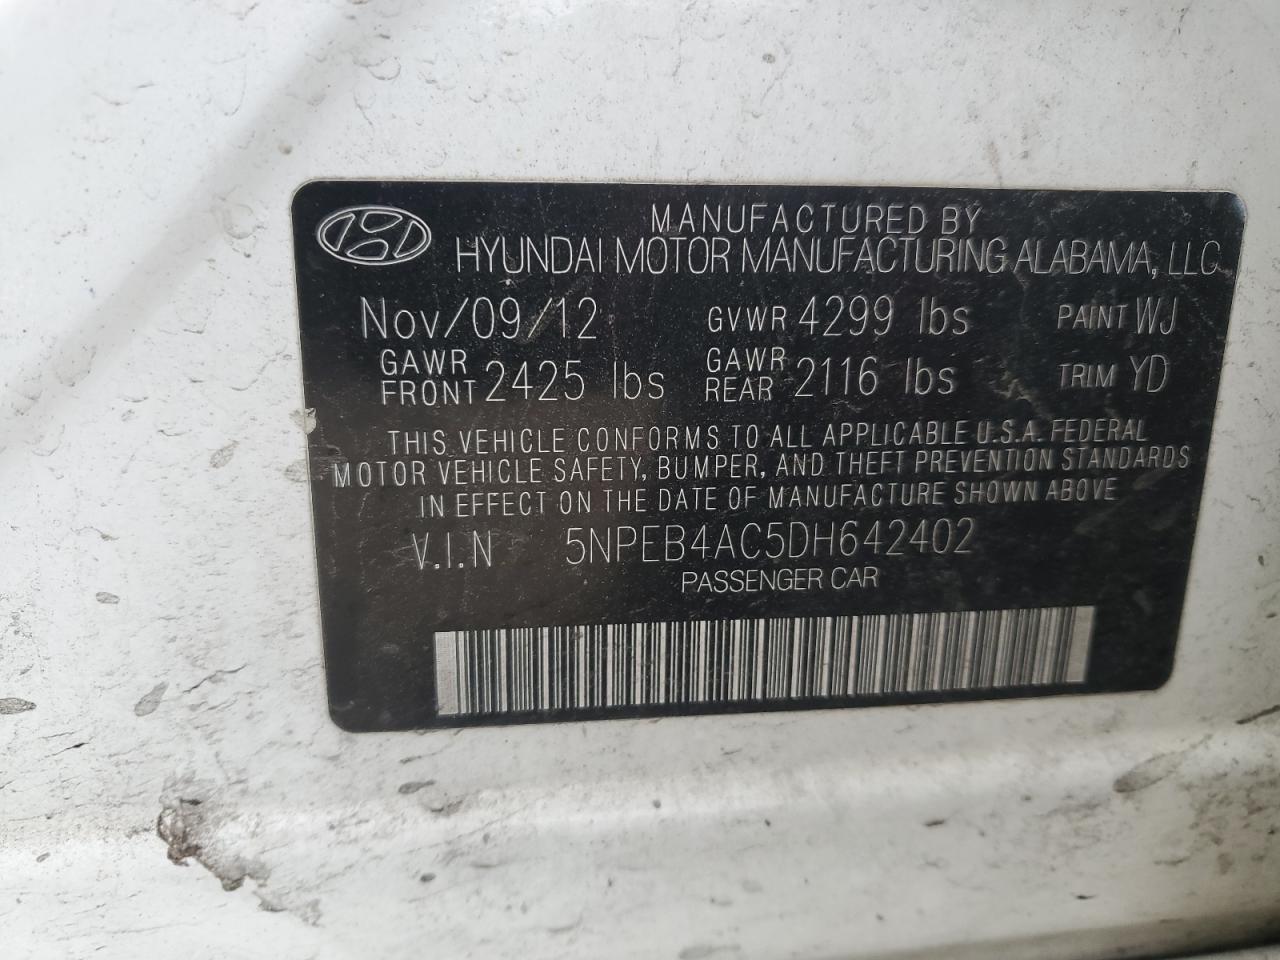 MANUFACTURED BY
HYUNDAI MOTOR MANUFACTURING ALABAMA, LLC
Nov/09/12 GVWR 4299 lbs PAINT WJ
GAWR FRONT 2425 lbs GAWR REAR 2116 lbs TRIM YD
THIS VEHICLE CONFORMS TO ALL APPLICABLE U.S.A. FEDERAL
MOTOR VEHICLE SAFETY, BUMPER, AND THEFT PREVENTION STANDARDS
IN EFFECT ON THE DATE OF MANUFACTURE SHOWN ABOVE
V.I.N 5NPEB4AC5DH642402
PASSENGER CAR